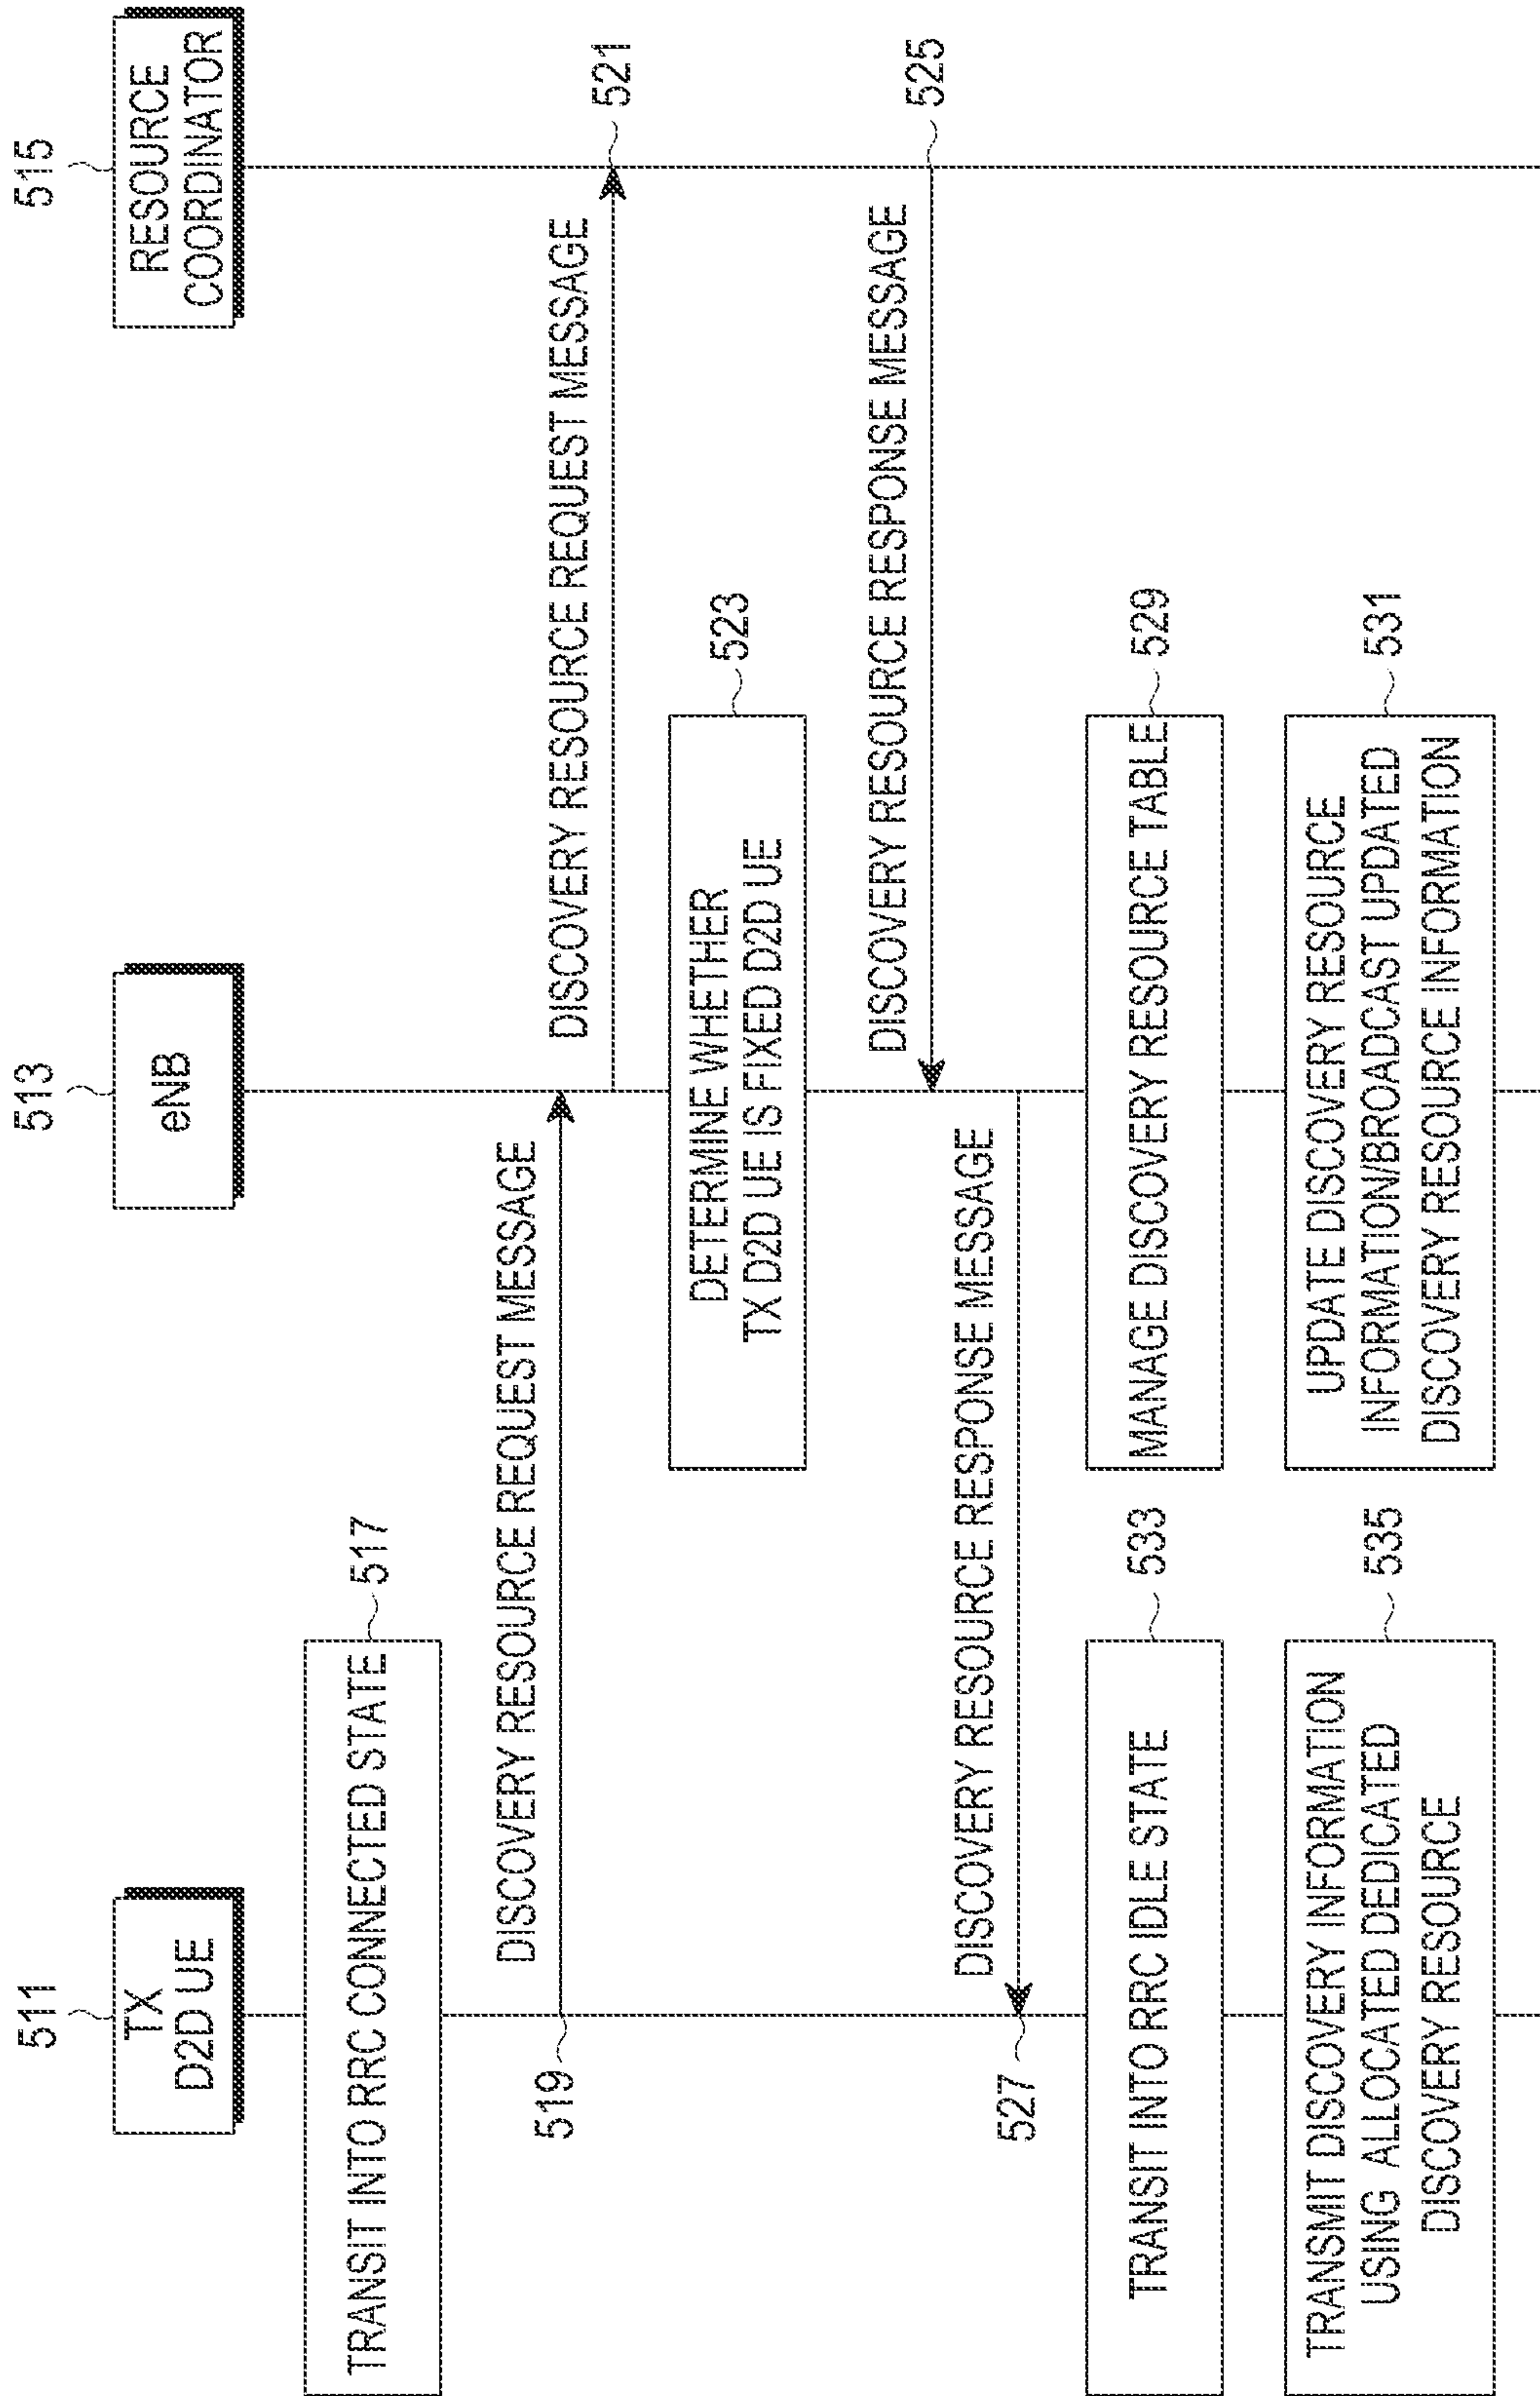 511
TX
D2D UE
513
eNB
515
RESOURCE
COORDINATOR
TRANSIT INTO RRC CONNECTED STATE
517
DISCOVERY RESOURCE REQUEST MESSAGE
519
DISCOVERY RESOURCE REQUEST MESSAGE
521
DETERMINE WHETHER
TX D2D UE IS FIXED D2D UE
523
DISCOVERY RESOURCE RESPONSE MESSAGE
525
DISCOVERY RESOURCE RESPONSE MESSAGE
527
TRANSIT INTO RRC IDLE STATE
533
MANAGE DISCOVERY RESOURCE TABLE
529
TRANSMIT DISCOVERY INFORMATION
USING ALLOCATED DEDICATED
DISCOVERY RESOURCE
535
UPDATE DISCOVERY RESOURCE
INFORMATION/BROADCAST UPDATED
DISCOVERY RESOURCE INFORMATION
531